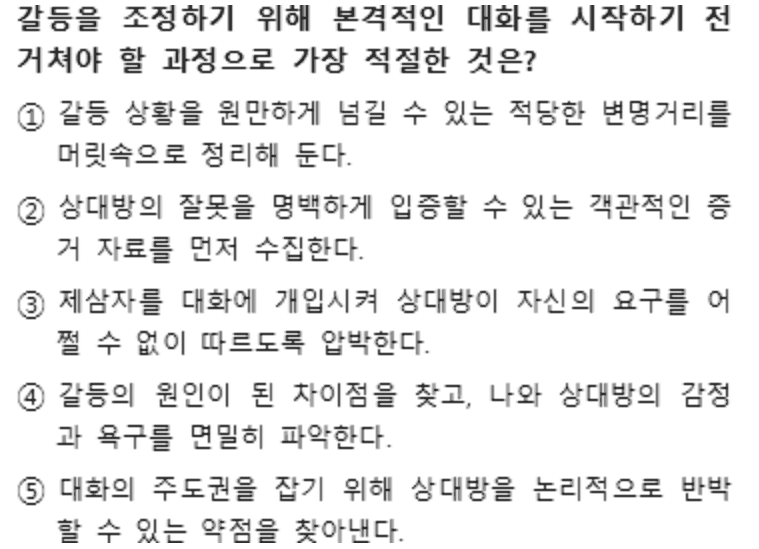 갈등을 조정하기 위해 본격적인 대화를 시작하기 전
거쳐야 할 과정으로 가장 적절한 것은?
① 갈등 상황을 원만하게 넘길 수 있는 적당한 변명거리를
머릿속으로 정리해 둔다.
② 상대방의 잘못을 명백하게 입증할 수 있는 객관적인 증
거 자료를 먼저 수집한다.
③ 제삼자를 대화에 개입시켜 상대방이 자신의 요구를 어
쩔 수 없이 따르도록 압박한다.
④ 갈등의 원인이 된 차이점을 찾고, 나와 상대방의 감정
과 욕구를 면밀히 파악한다.
⑤ 대화의 주도권을 잡기 위해 상대방을 논리적으로 반박
할 수 있는 약점을 찾아낸다.